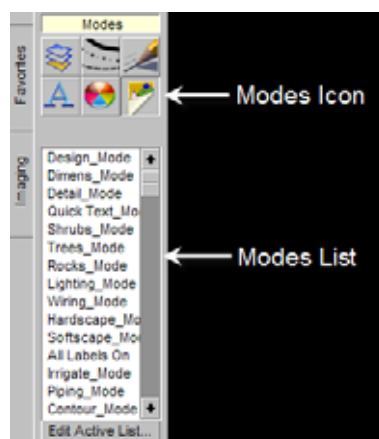 Modes
Favorites
Modes Icon
Imaging
Design_Mode
Dimens_Mode
Detail_Mode
Quick Text_Mo
Shrubs_Mode
Trees_Mode
Rocks_Mode
Modes List
Lighting_Mode
Wiring_Mode
Hardscape_Mo
Softscape_Mo
All Labels On
Irrigate_Mode
Piping_Mode
Contour_Mode
Edit Active List...